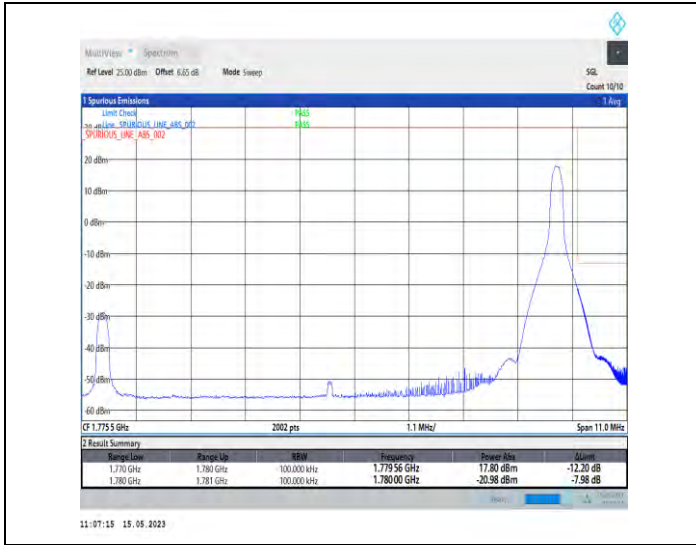 MultiView Spectrum
Ref Level 25.00 dBm Offset 6.65 dB Mode Sweep SGL
Count 10/10
1 Spurious Emissions 1 Avg
Limit Check PASS
Line _SPURIOUS_LINE_ABS_002 PASS
_SPURIOUS_LINE_ABS_002
20 dBm
10 dBm
0 dBm
-10 dBm
-20 dBm
-30 dBm
-40 dBm
-50 dBm
-60 dBm
CF 1.775 5 GHz 2002 pts 1.1 MHz/ Span 11.0 MHz
2 Result Summary
Range Low Range Up RBW Frequency Power Abs ΔLimit
1.770 GHz 1.780 GHz 100.000 kHz 1.779 56 GHz 17.80 dBm -12.20 dB
1.780 GHz 1.781 GHz 100.000 kHz 1.780 00 GHz -20.98 dBm -7.98 dB
11:07:15 15.05.2023